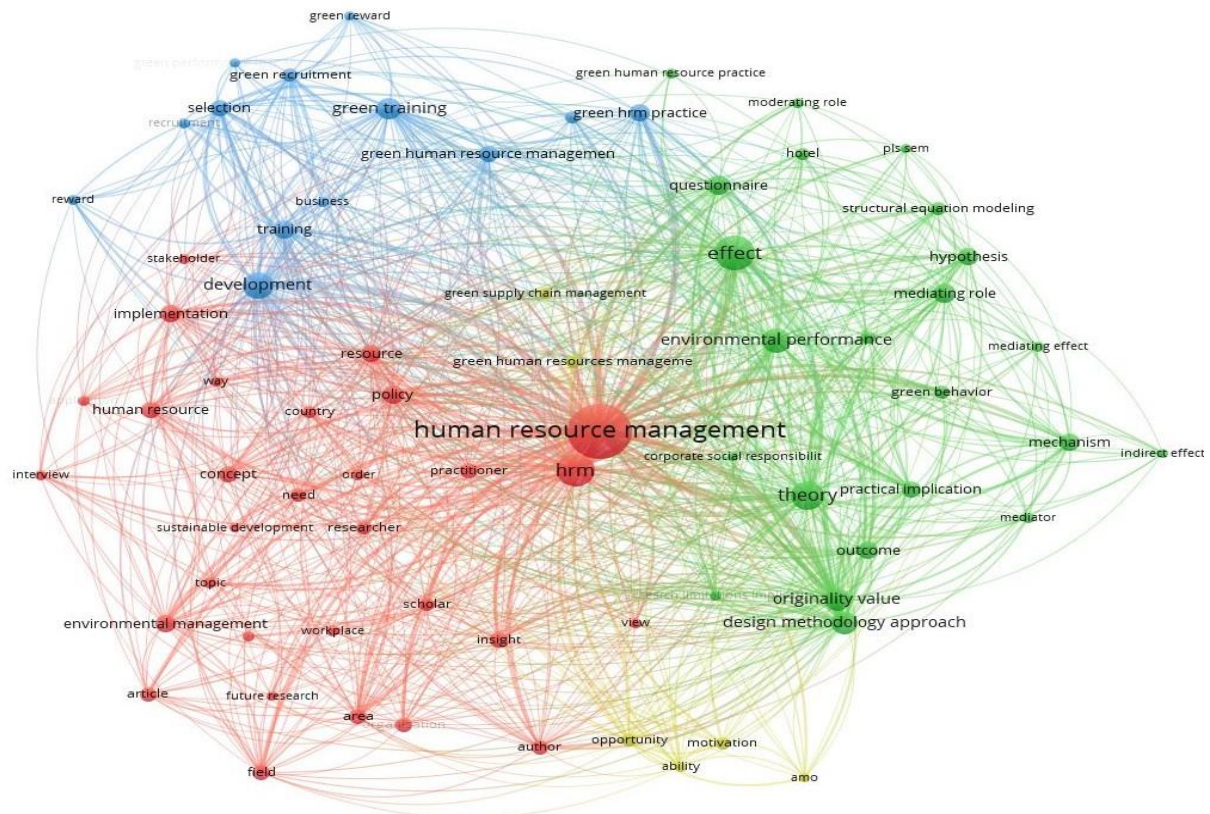 green reward
green recruitment
green human resource practice
selection
green training
green hrm practice
moderating role
recruitment
green human resource managemen
hotel
pls sem
questionnaire
reward
business
structural equation modeling
training
effect
hypothesis
stakeholder
development
green supply chain management
mediating role
implementation
environmental performance
mediating effect
resource
green human resources manageme
way
policy
green behavior
human resource
country
human resource management
mechanism
indirect effect
corporate social responsibilit
interview
concept
order
practitioner
hrm
need
theory
practical implication
sustainable development
researcher
mediator
outcome
topic
originality value
scholar
environmental management
workplace
insight
view
design methodology approach
article
future research
area
author
opportunity
motivation
ability
field
amo